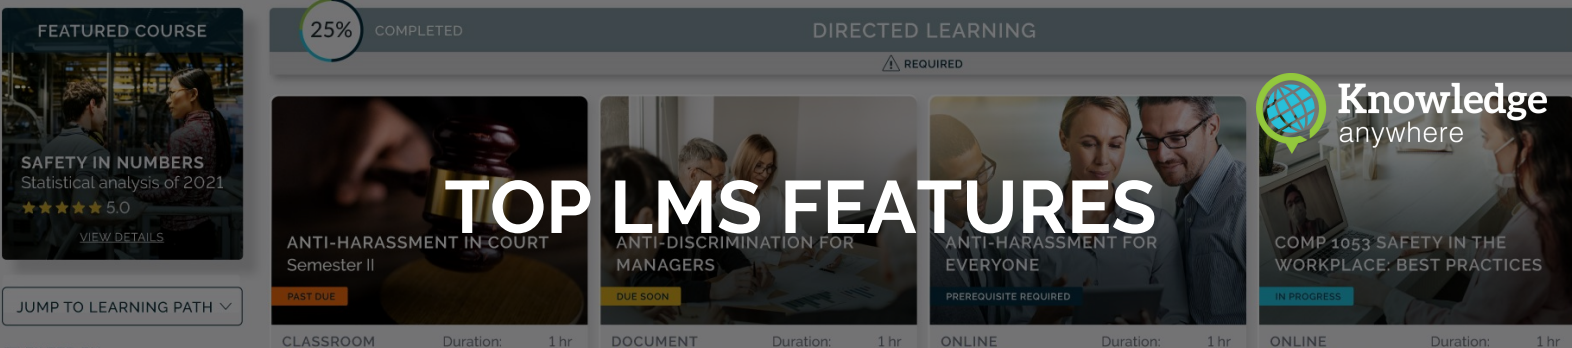 FEATURED COURSE
25%
COMPLETED
DIRECTED LEARNING
REQUIRED
Knowledge
anywhere
SAFETY IN NUMBERS
Statistical analysis of 2021
5.0
VIEW DETAILS
TOP LMS FEATURES
ANTI-HARASSMENT IN COURT
Semester II
PAST DUE
ANTI-DISCRIMINATION FOR
MANAGERS
DUE SOON
ANTI-HARASSMENT FOR
EVERYONE
PREREQUISITE REQUIRED
COMP 1053 SAFETY IN THE
WORKPLACE: BEST PRACTICES
IN PROGRESS
JUMP TO LEARNING PATH
CLASSROOM Duration: 1 hr
DOCUMENT Duration: 1 hr
ONLINE Duration: 1 hr
ONLINE Duration: 1 hr